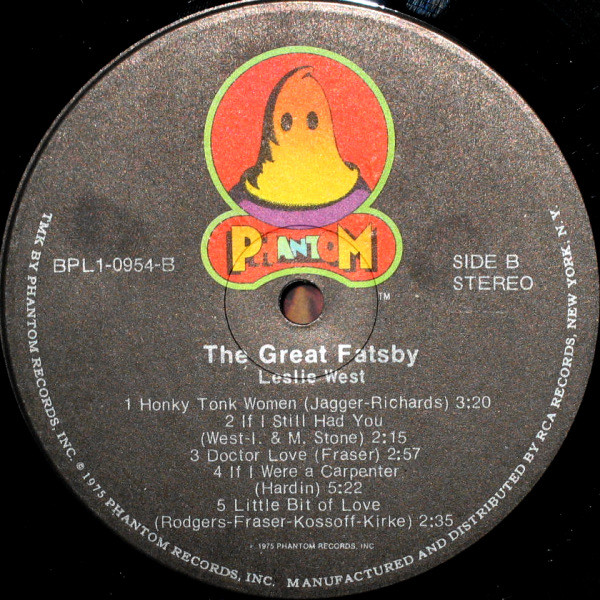 PHANTOM
TM
BPL1-0954-B
SIDE B
STEREO
The Great Fatsby
Leslie West
1 Honky Tonk Women (Jagger-Richards) 3:20
2 If I Still Had You
(West-I. & M. Stone) 2:15
3 Doctor Love (Fraser) 2:57
4 If I Were a Carpenter
(Hardin) 5:22
5 Little Bit of Love
(Rodgers-Fraser-Kossoff-Kirke) 2:35
℗ 1975 PHANTOM RECORDS, INC
TMK BY PHANTOM RECORDS, INC. © 1975 PHANTOM RECORDS, INC. MANUFACTURED AND DISTRIBUTED BY RCA RECORDS, NEW YORK, N.Y.